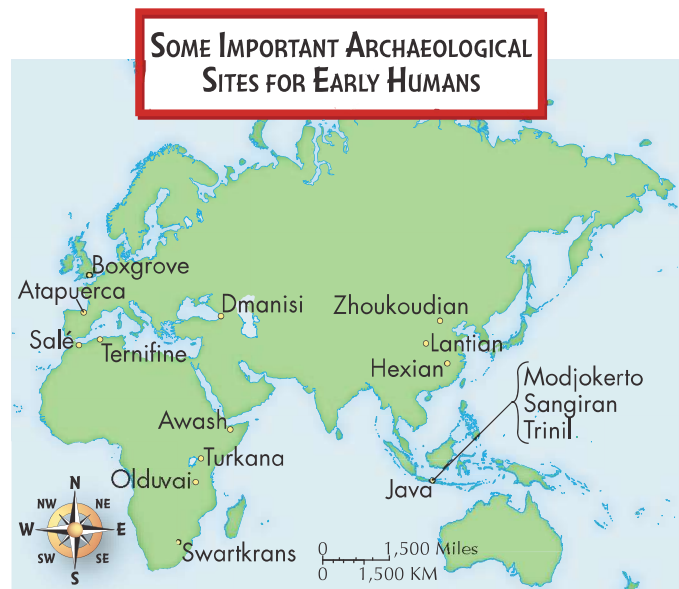 SOME IMPORTANT ARCHAEOLOGICAL
SITES FOR EARLY HUMANS
Boxgrove
Atapuerca
Dmanisi
Zhoukoudian
Salé
Ternifine
Lantian
Hexian
Modjokerto
Sangiran
Trinil
Awash
Turkana
Olduvai
Java
N
NW NE
W E
SW SE
S
Swartkrans
0 1,500 Miles
0 1,500 KM